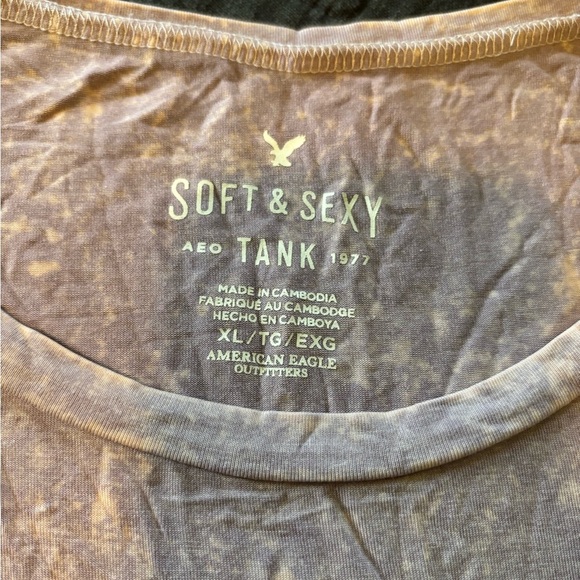 SOFT & SEXY
AEO TANK 1977
MADE IN CAMBODIA
FABRIQUÉ AU CAMBODGE
HECHO EN CAMBOYA
XL/TG/EXG
AMERICAN EAGLE
OUTFITTERS